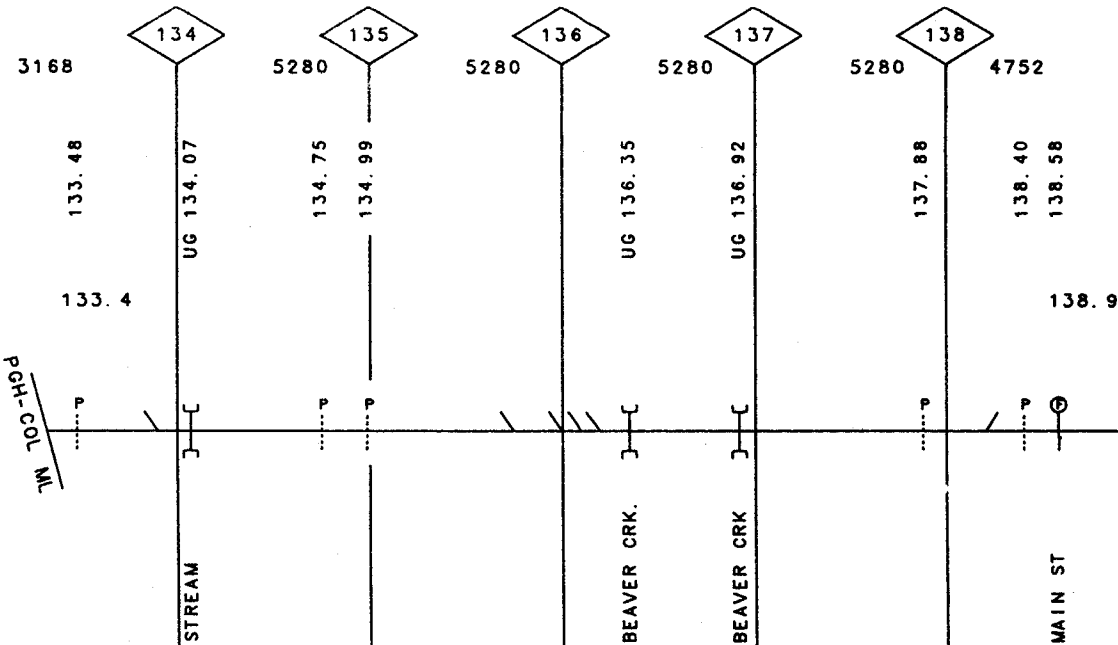 134
135
136
137
138
3168
5280
5280
5280
5280
4752
133.48
UG 134.07
134.75
134.99
UG 136.35
UG 136.92
137.88
138.40
138.58
133.4
138.9
PGH-COL ML
P
P
P
P
P
F
STREAM
BEAVER CRK.
BEAVER CRK
MAIN ST